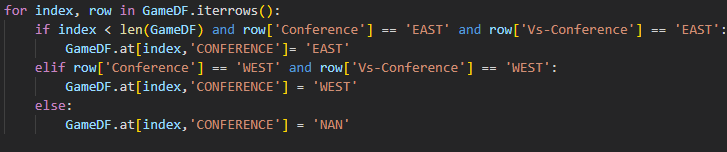 for index, row in GameDF.iterrows():
    if index < len(GameDF) and row['Conference'] == 'EAST' and row['Vs-Conference'] == 'EAST':
        GameDF.at[index,'CONFERENCE']= 'EAST'
    elif row['Conference'] == 'WEST' and row['Vs-Conference'] == 'WEST':
        GameDF.at[index,'CONFERENCE'] = 'WEST'
    else:
        GameDF.at[index,'CONFERENCE'] = 'NAN'